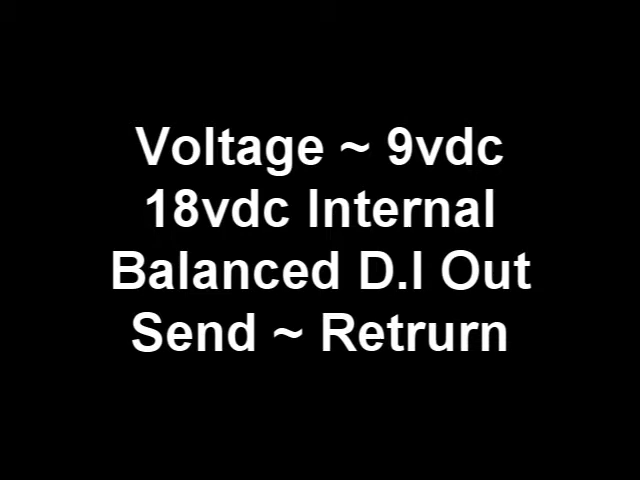 Voltage ~ 9vdc
18vdc Internal
Balanced D.I Out
Send ~ Retrurn